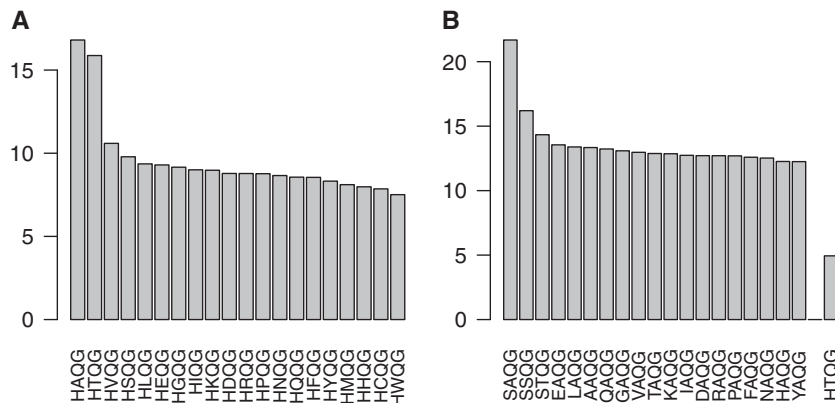 A
B
15
10
5
0
HAQG
HTQG
HVQG
HSQG
HLQG
HEQG
HGQG
HIQG
HKQG
HDQG
HRQG
HPQG
HNQG
HQQG
HFQG
HYQG
HMQG
HHQG
HCQG
HWQG
20
15
10
5
0
SAQG
SSQG
STQG
EAQG
LAQG
AAQG
QAQG
GAQG
VAQG
TAQG
KAQG
IAQG
DAQG
RAQG
PAQG
FAQG
NAQG
HAQG
YAQG
HTQG